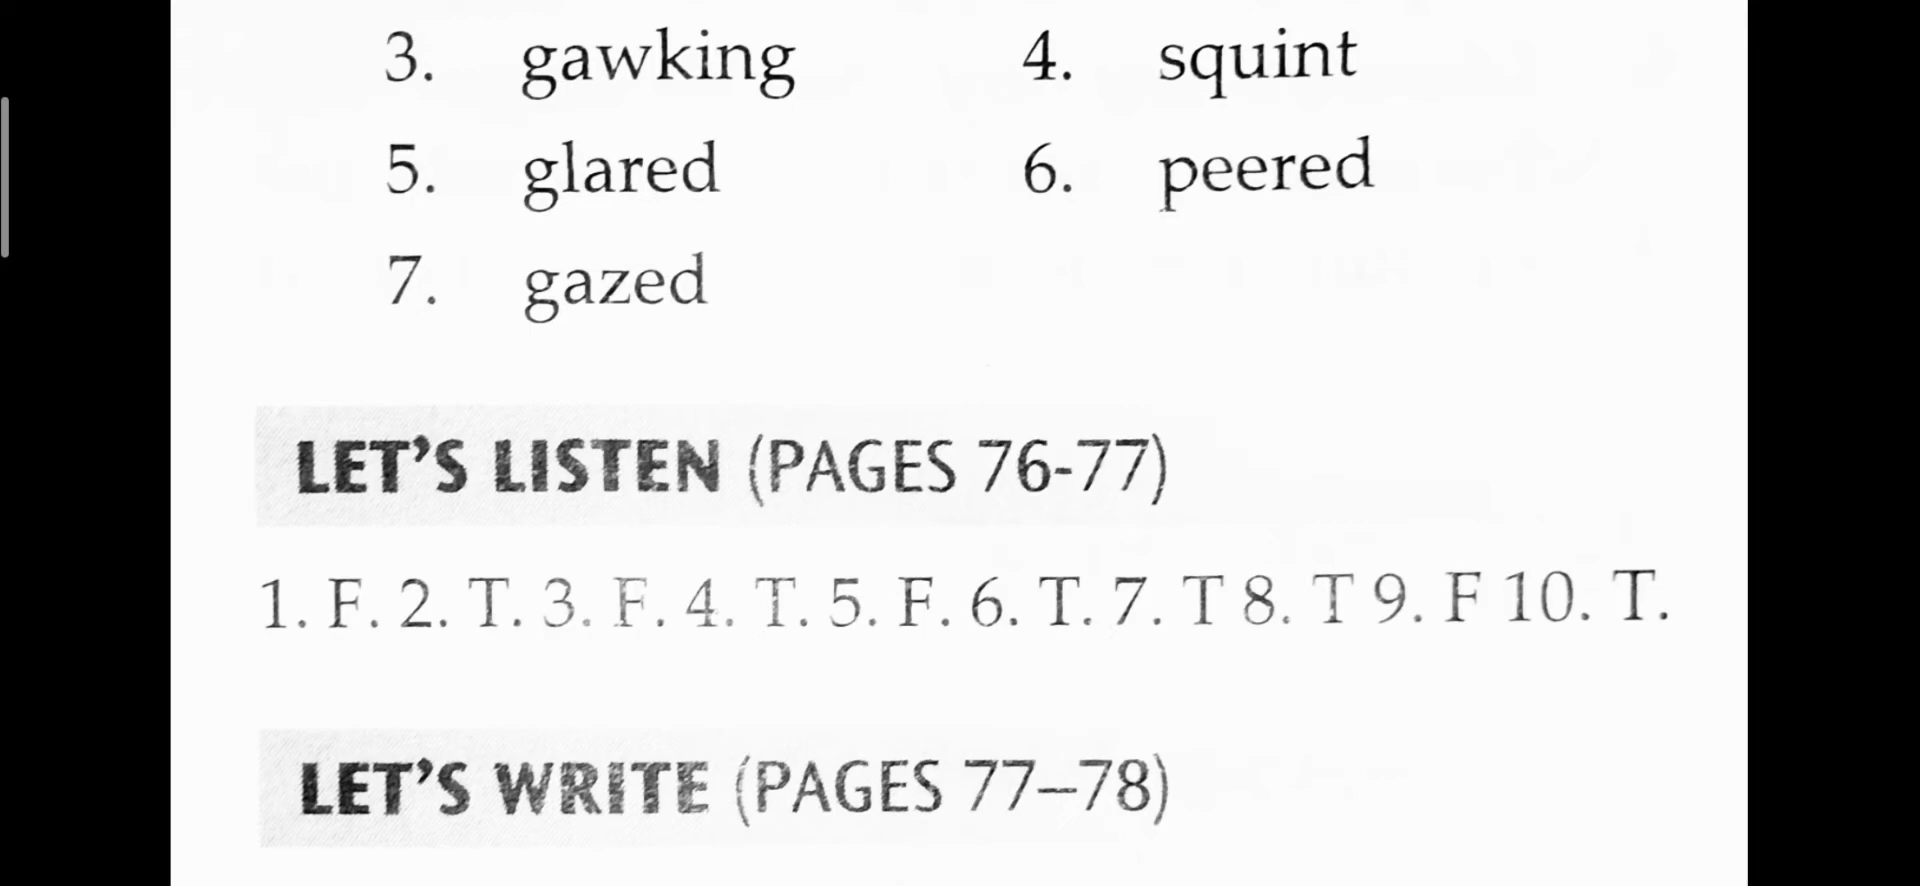 3. gawking 4. squint
5. glared 6. peered
7. gazed
LET'S LISTEN (PAGES 76-77)
1. F. 2. T. 3. F. 4. T. 5. F. 6. T. 7. T 8. T 9. F 10. T.
LET'S WRITE (PAGES 77–78)